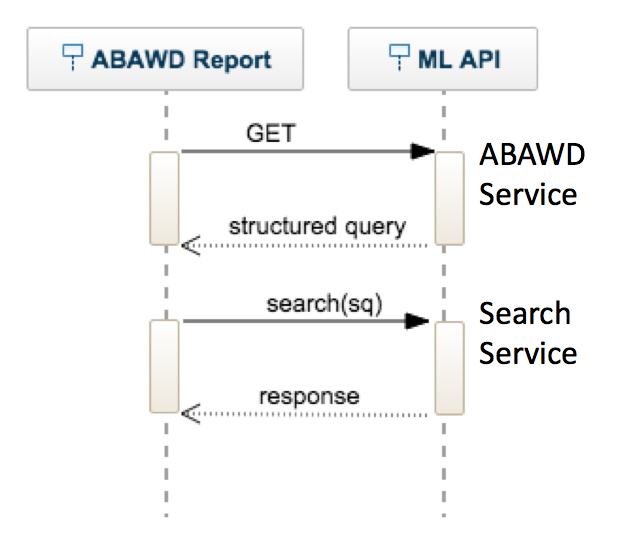 ABAWD Report
ML API
GET
ABAWD
Service
structured query
search(sq)
Search
Service
response